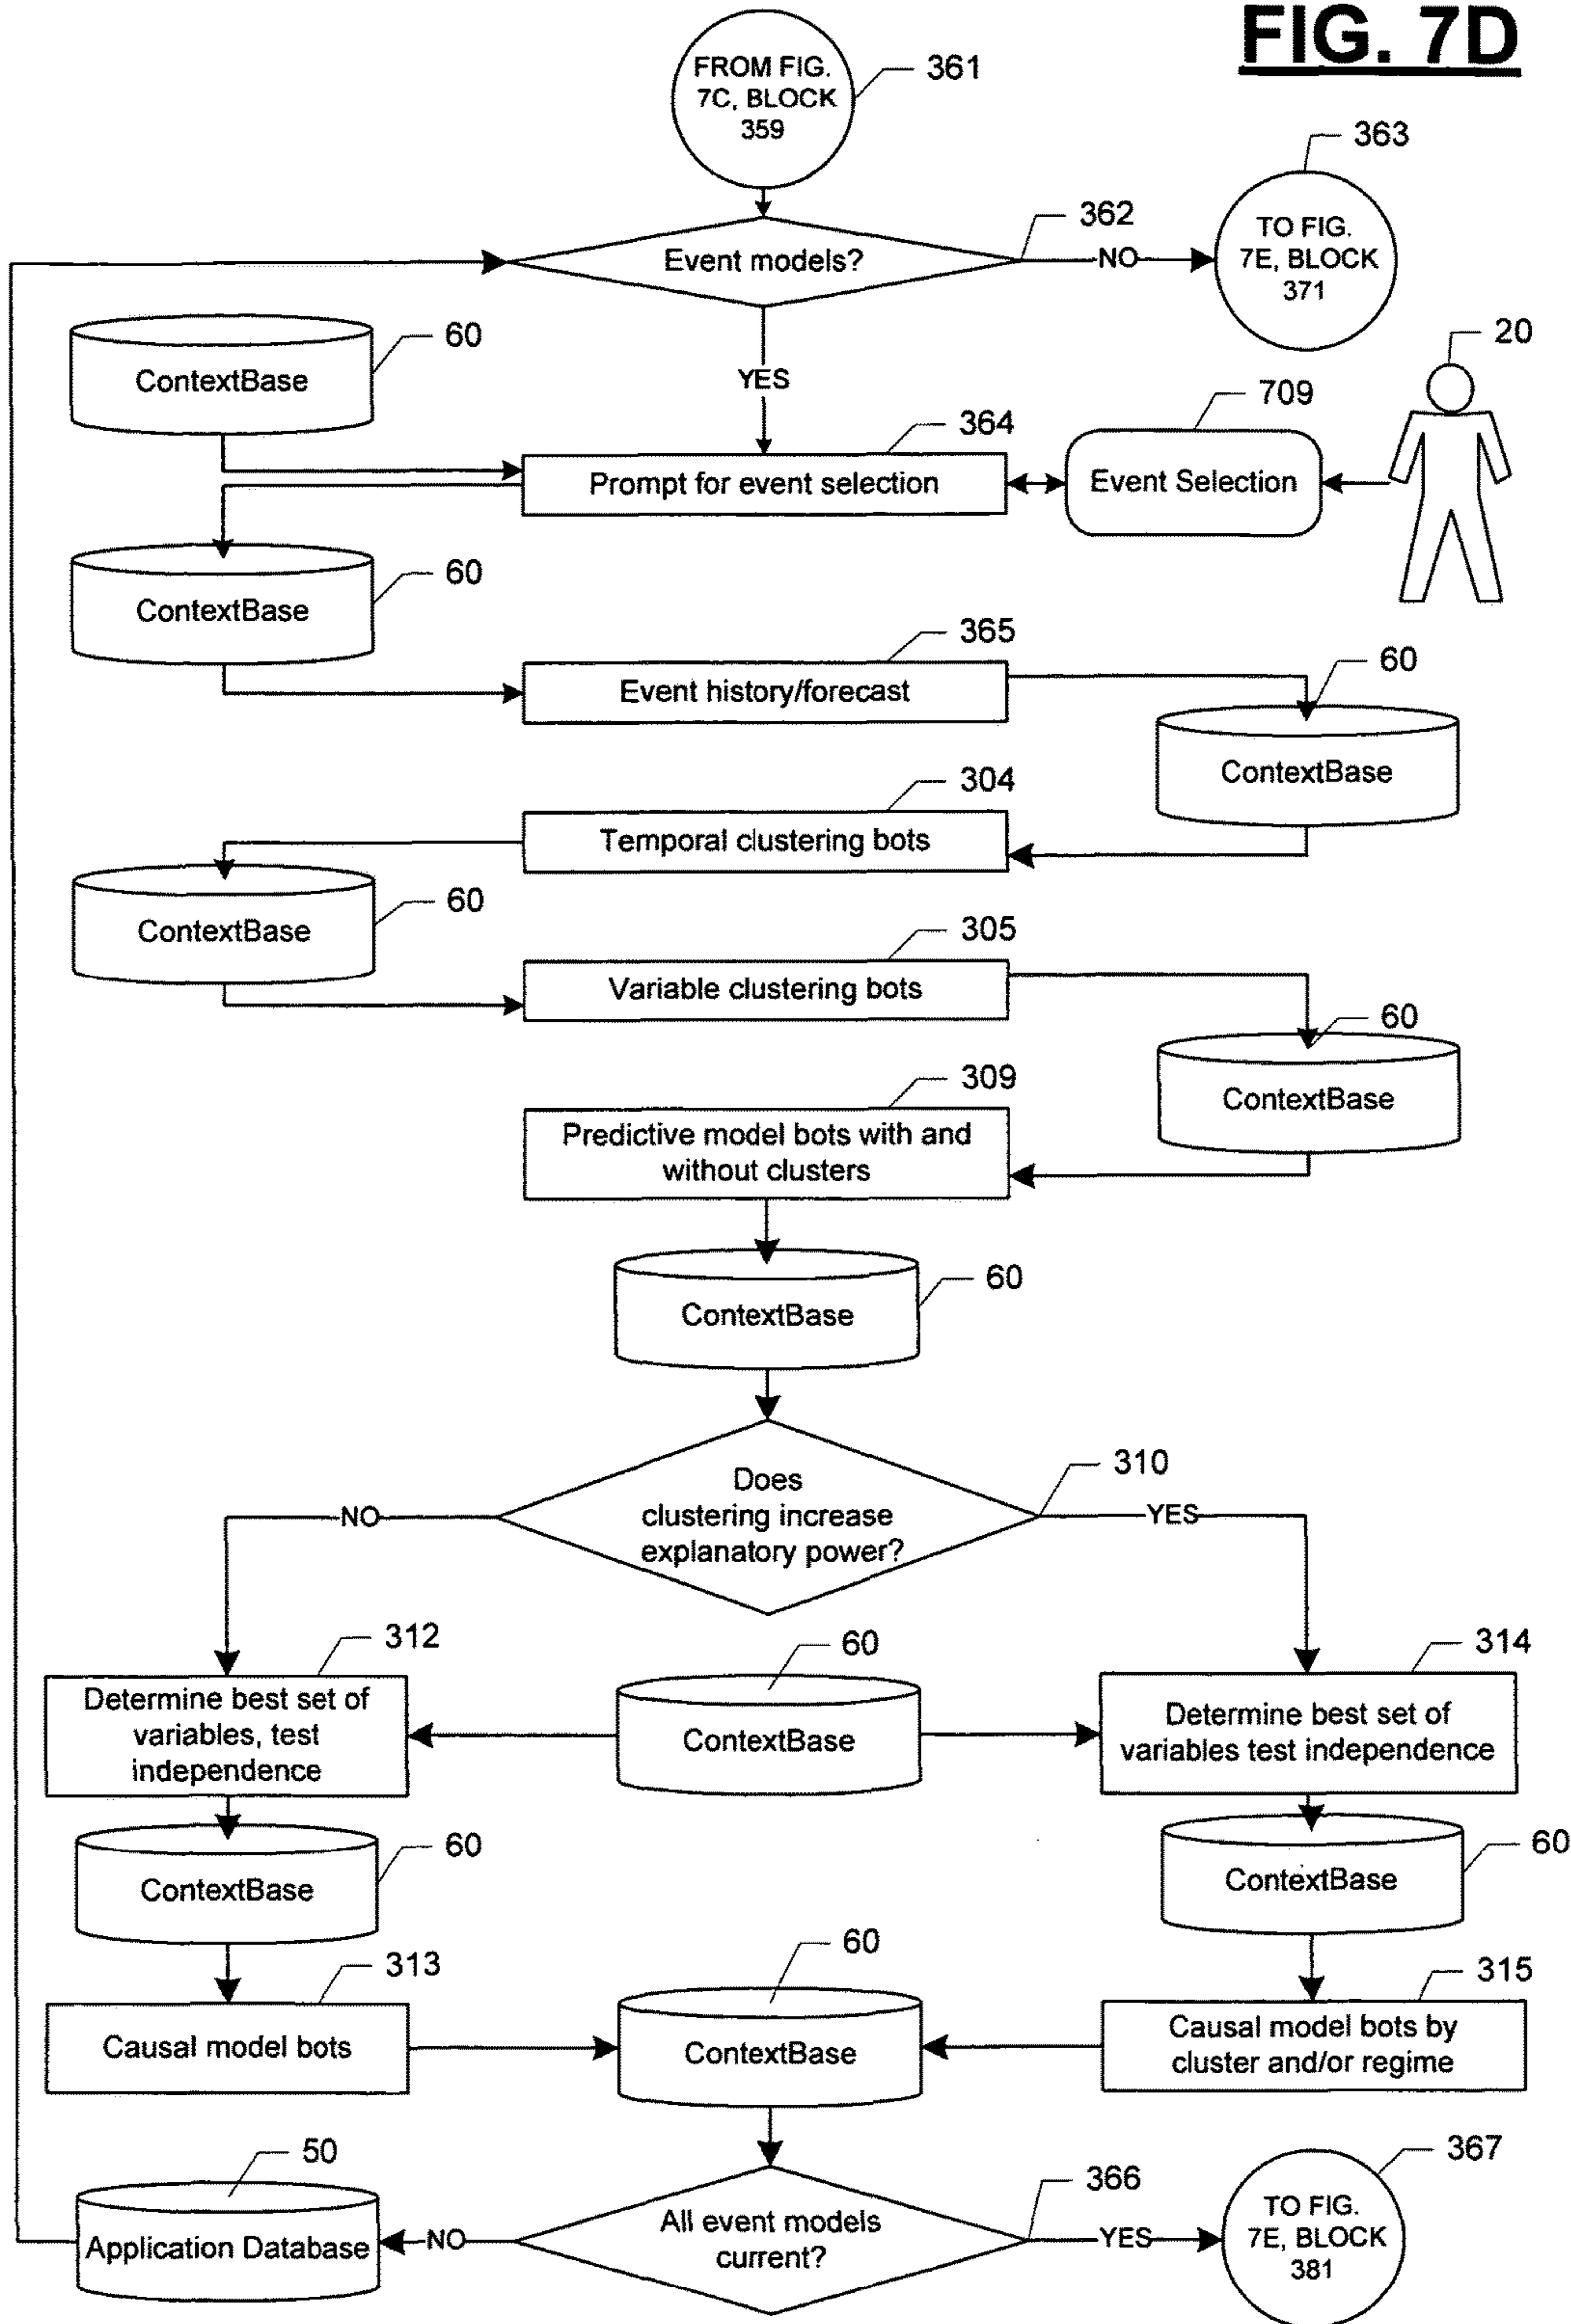 FIG. 7D
FROM FIG.
7C, BLOCK
359
361
363
362
Event models?
NO
TO FIG.
7E, BLOCK
371
60
ContextBase
YES
20
709
364
Prompt for event selection
Event Selection
60
ContextBase
365
Event history/forecast
60
ContextBase
304
Temporal clustering bots
60
ContextBase
305
Variable clustering bots
60
ContextBase
309
Predictive model bots with and
without clusters
60
ContextBase
310
Does
clustering increase
explanatory power?
NO
YES
312
Determine best set of
variables, test
independence
60
ContextBase
314
Determine best set of
variables test independence
60
ContextBase
60
ContextBase
313
Causal model bots
60
ContextBase
315
Causal model bots by
cluster and/or regime
50
Application Database
NO
366
All event models
current?
YES
367
TO FIG.
7E, BLOCK
381